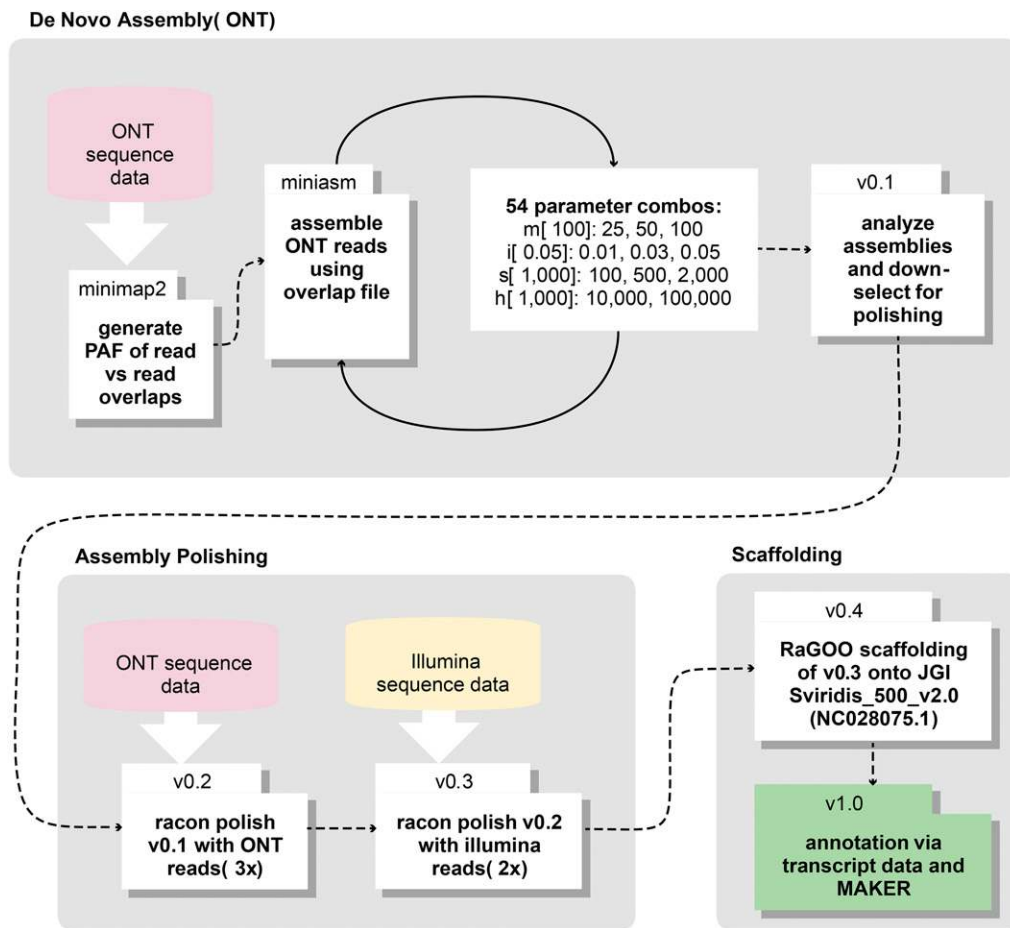 De Novo Assembly( ONT)
ONT
sequence
data
minimap2
generate
PAF of read
vs read
overlaps
miniasm
assemble
ONT reads
using
overlap file
54 parameter combos:
m[ 100]: 25, 50, 100
i[ 0.05]: 0.01, 0.03, 0.05
s[ 1,000]: 100, 500, 2,000
h[ 1,000]: 10,000, 100,000
v0.1
analyze
assemblies
and down-
select for
polishing
Assembly Polishing
ONT sequence
data
v0.2
racon polish
v0.1 with ONT
reads( 3x)
Illumina
sequence data
v0.3
racon polish v0.2
with illumina
reads( 2x)
Scaffolding
v0.4
RaGOO scaffolding
of v0.3 onto JGI
Sviridis_500_v2.0
(NC028075.1)
v1.0
annotation via
transcript data and
MAKER